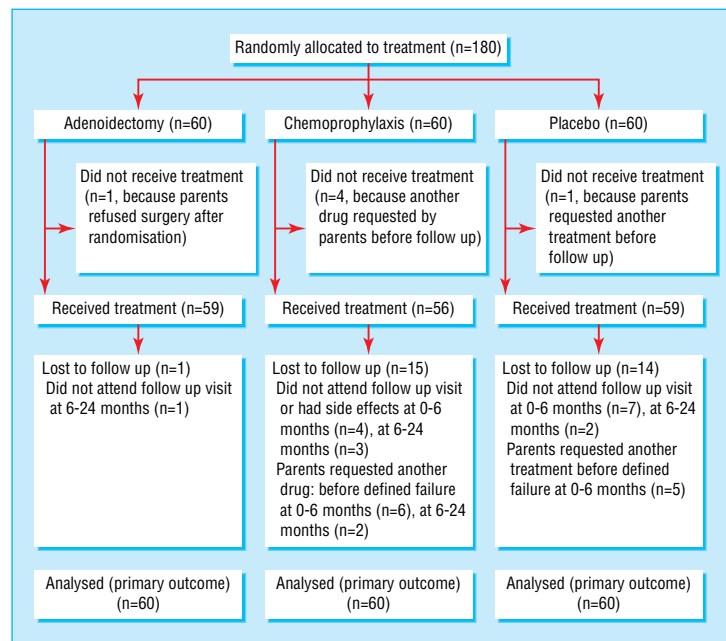 Randomly allocated to treatment (n=180)
Adenoidectomy (n=60)
Chemoprophylaxis (n=60)
Placebo (n=60)
Did not receive treatment
(n=1, because parents
refused surgery after
randomisation)
Did not receive treatment
(n=4, because another
drug requested by
parents before follow up)
Did not receive treatment
(n=1, because parents
requested another
treatment before
follow up)
Received treatment (n=59)
Received treatment (n=56)
Received treatment (n=59)
Lost to follow up (n=1)
Did not attend follow up visit
at 6-24 months (n=1)
Lost to follow up (n=15)
Did not attend follow up visit
or had side effects at 0-6
months (n=4), at 6-24
months (n=3)
Parents requested another
drug: before defined failure
at 0-6 months (n=6), at 6-24
months (n=2)
Lost to follow up (n=14)
Did not attend follow up visit
at 0-6 months (n=7), at 6-24
months (n=2)
Parents requested another
treatment before defined
failure at 0-6 months (n=5)
Analysed (primary outcome)
(n=60)
Analysed (primary outcome)
(n=60)
Analysed (primary outcome)
(n=60)